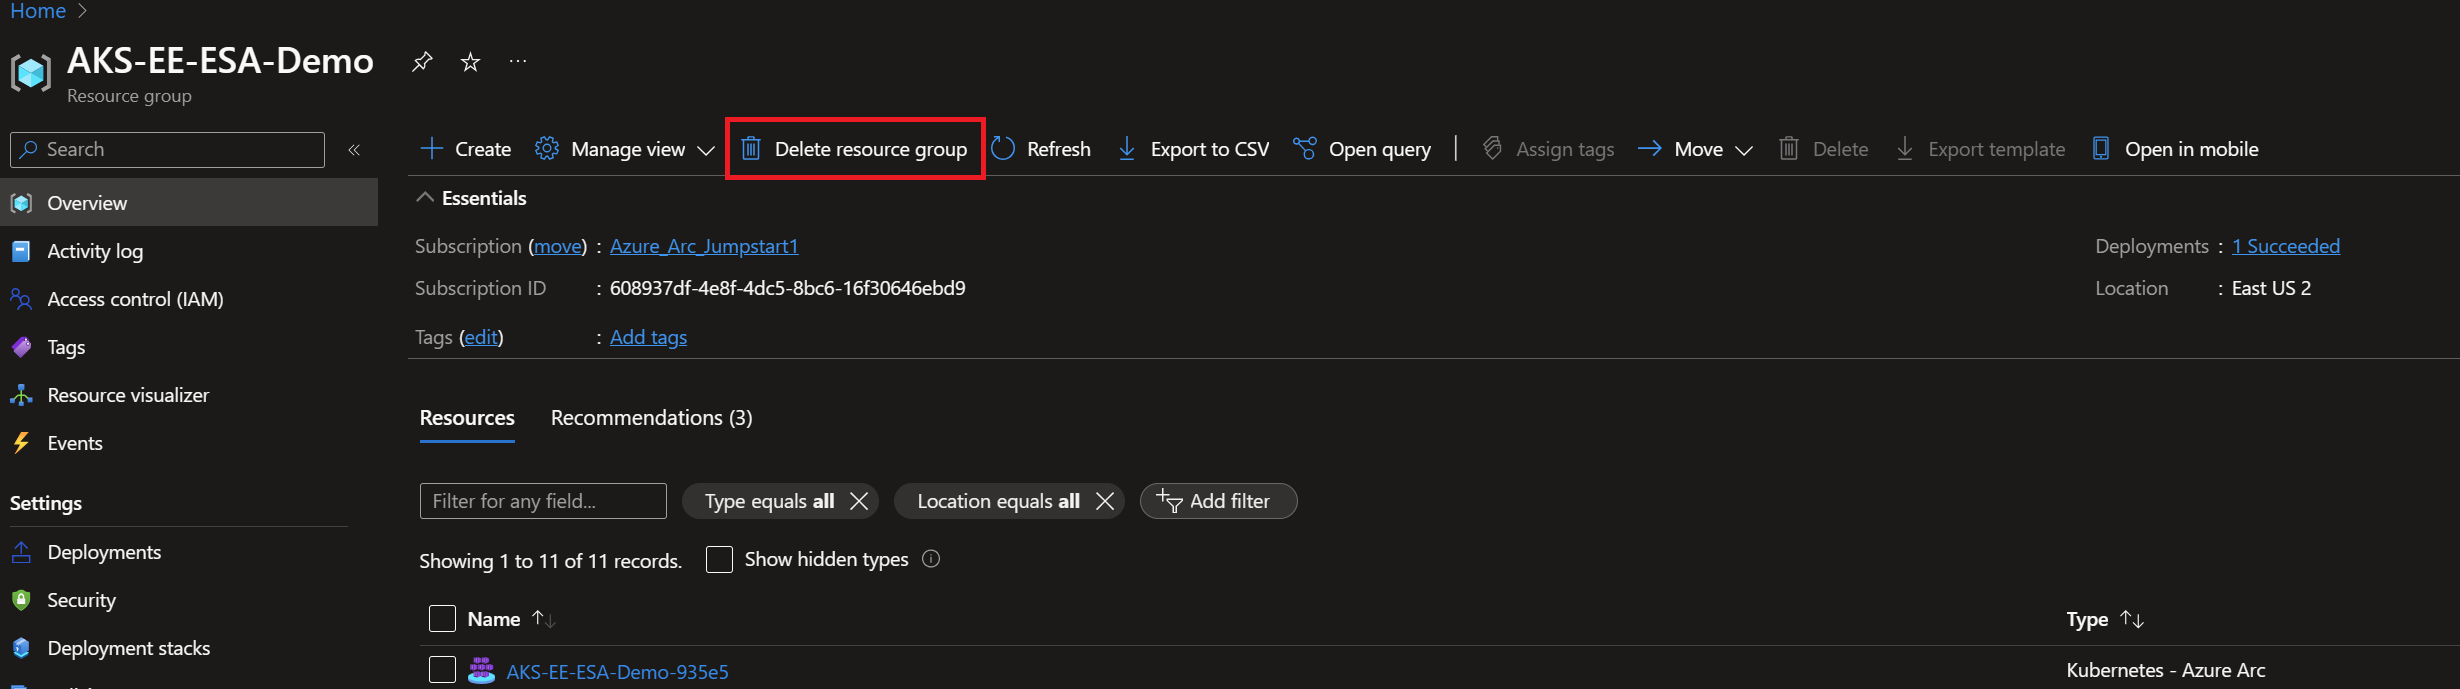 Home
AKS-EE-ESA-Demo
Resource group
Search
Create Manage view Delete resource group Refresh Export to CSV Open query Assign tags Move Delete Export template Open in mobile
Overview
Activity log
Access control (IAM)
Tags
Resource visualizer
Events
Settings
Deployments
Security
Deployment stacks
Essentials
Subscription (move) : Azure_Arc_Jumpstart1
Deployments : 1 Succeeded
Subscription ID : 608937df-4e8f-4dc5-8bc6-16f30646ebd9
Location : East US 2
Tags (edit) : Add tags
Resources Recommendations (3)
Filter for any field... Type equals all Location equals all Add filter
Showing 1 to 11 of 11 records. Show hidden types
Name Type
AKS-EE-ESA-Demo-935e5 Kubernetes - Azure Arc